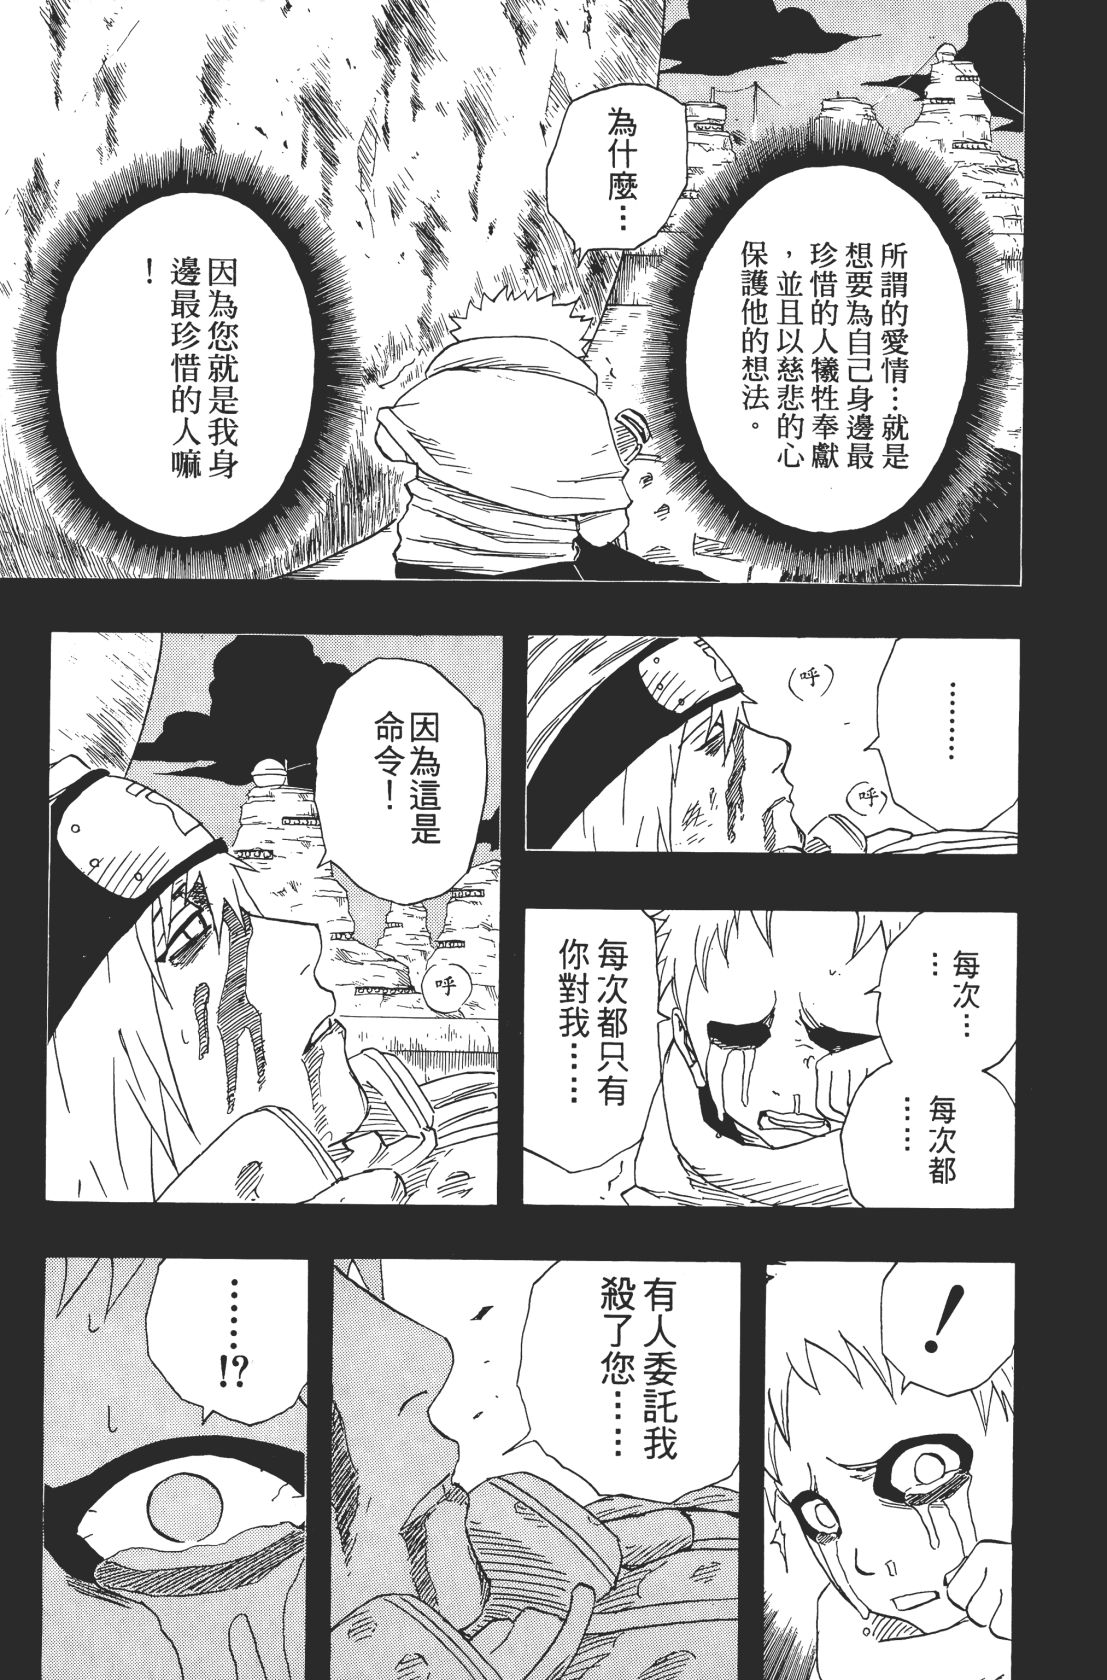 所謂的愛情…就是
想要為自己身邊最
珍惜的人犧牲奉獻
，並且以慈悲的心
保護他的想法。
為什麼…
因為您就是我身
邊最珍惜的人嘛
！
………
呼
呼
每次…
…
每次都
……
每次都只有
你對我……
因為這是
命令！
呼
！
有人委託我
殺了您……
……!?